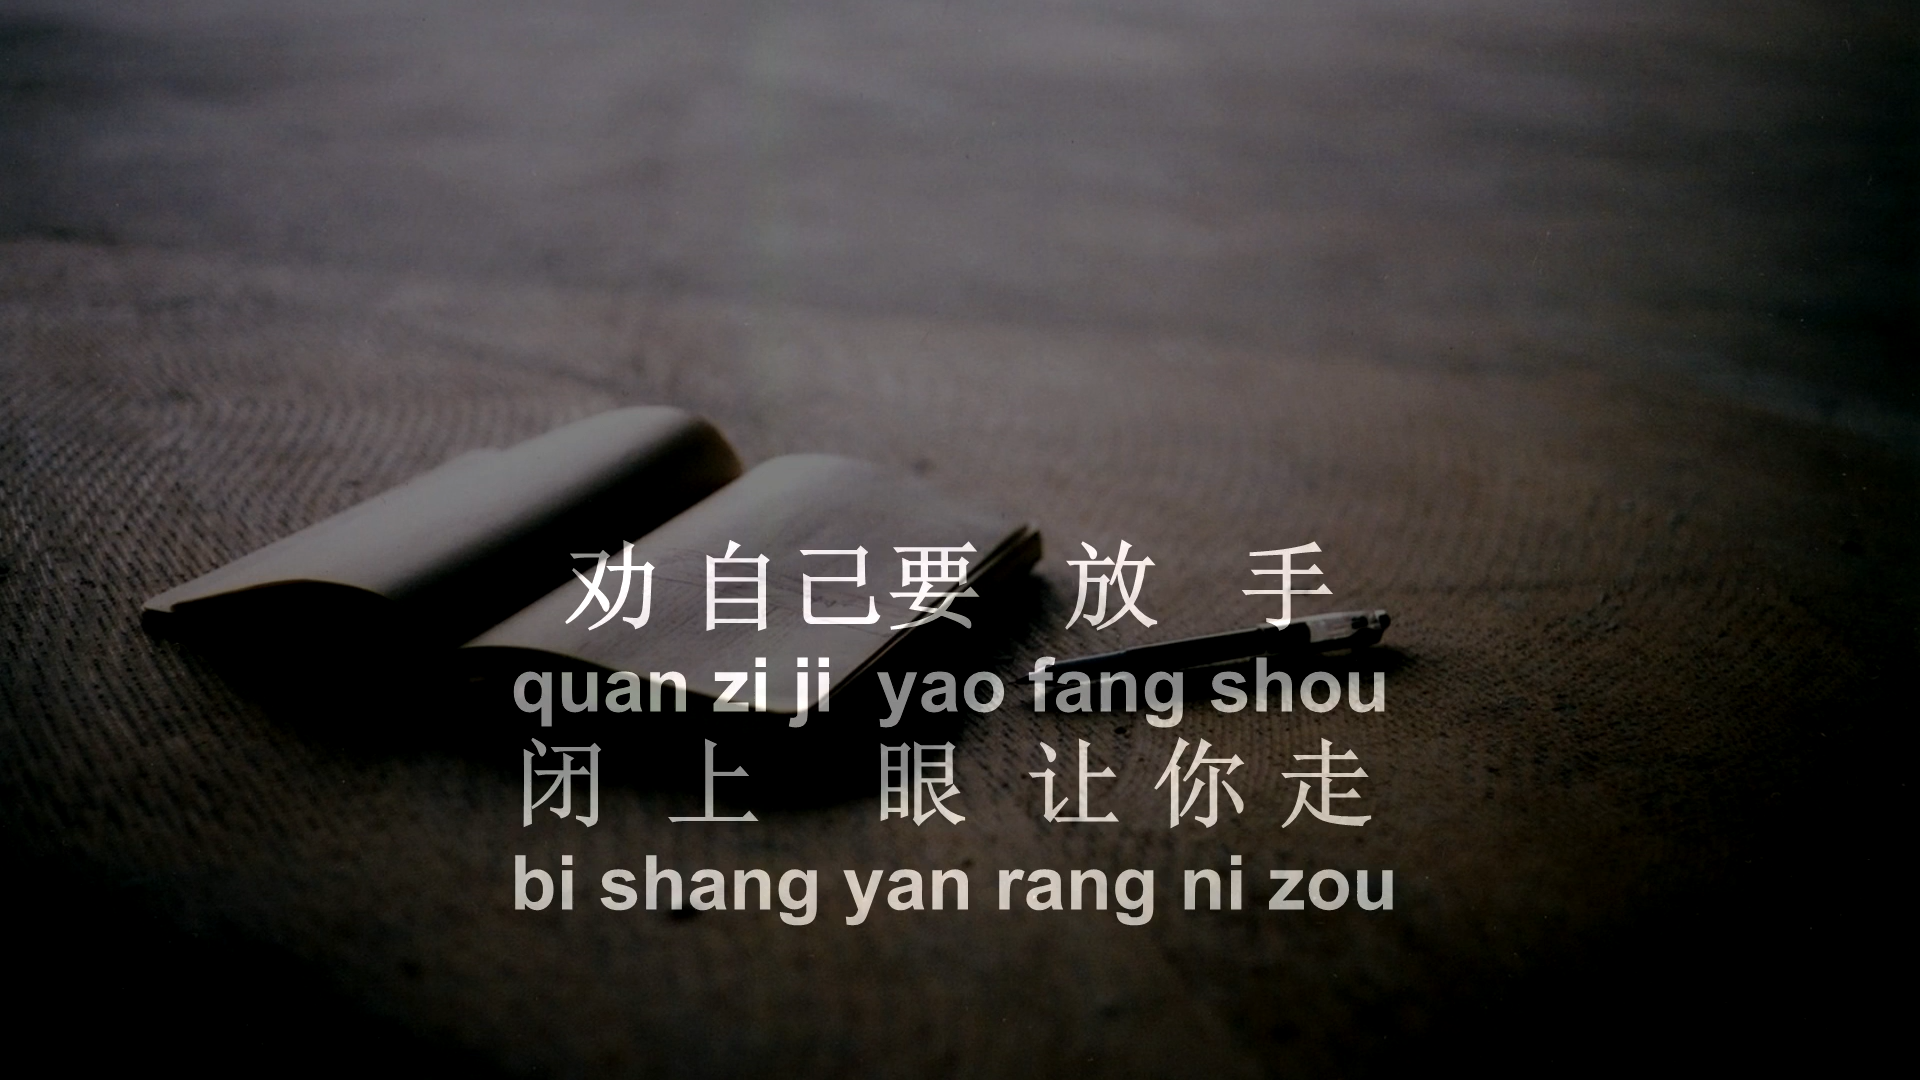 劝 自己要 放 手
quan zi ji yao fang shou
闭 上 眼 让 你 走
bi shang yan rang ni zou